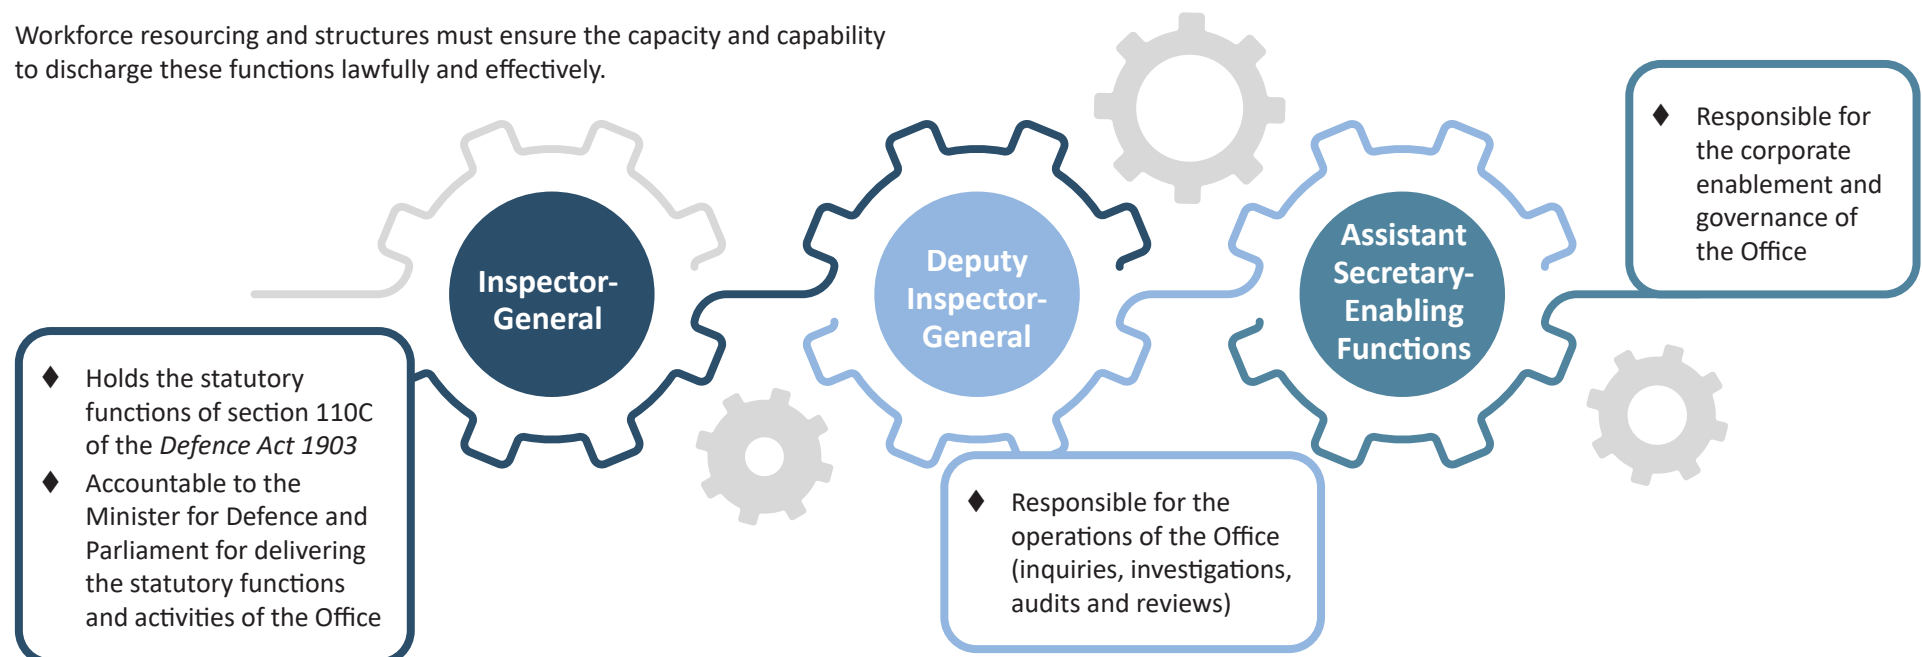 Workforce resourcing and structures must ensure the capacity and capability
to discharge these functions lawfully and effectively.
Inspector-
General
♦ Holds the statutory
functions of section 110C
of the Defence Act 1903
♦ Accountable to the
Minister for Defence and
Parliament for delivering
the statutory functions
and activities of the Office
Deputy
Inspector-
General
♦ Responsible for the
operations of the Office
(inquiries, investigations,
audits and reviews)
Assistant
Secretary-
Enabling
Functions
♦ Responsible for
the corporate
enablement and
governance of
the Office